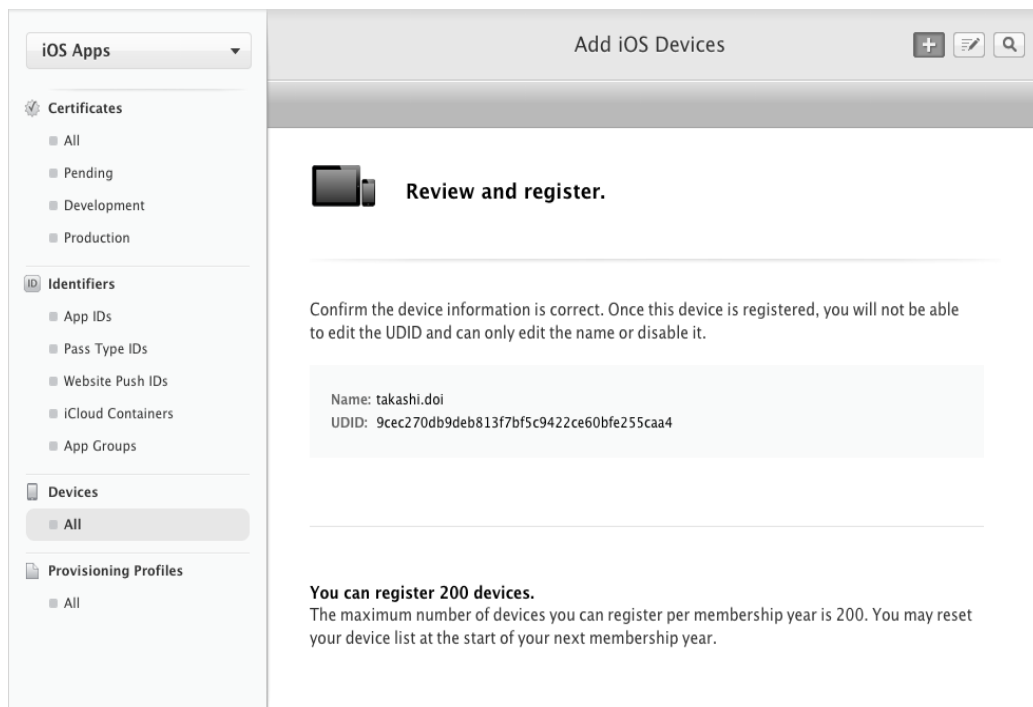 iOS Apps
Certificates
All
Pending
Development
Production
ID Identifiers
App IDs
Pass Type IDs
Website Push IDs
iCloud Containers
App Groups
Devices
All
Provisioning Profiles
All
Add iOS Devices
Review and register.
Confirm the device information is correct. Once this device is registered, you will not be able
to edit the UDID and can only edit the name or disable it.
Name: takashi.doi
UDID: 9cec270db9deb813f7bf5c9422ce60bfe255caa4
You can register 200 devices.
The maximum number of devices you can register per membership year is 200. You may reset
your device list at the start of your next membership year.